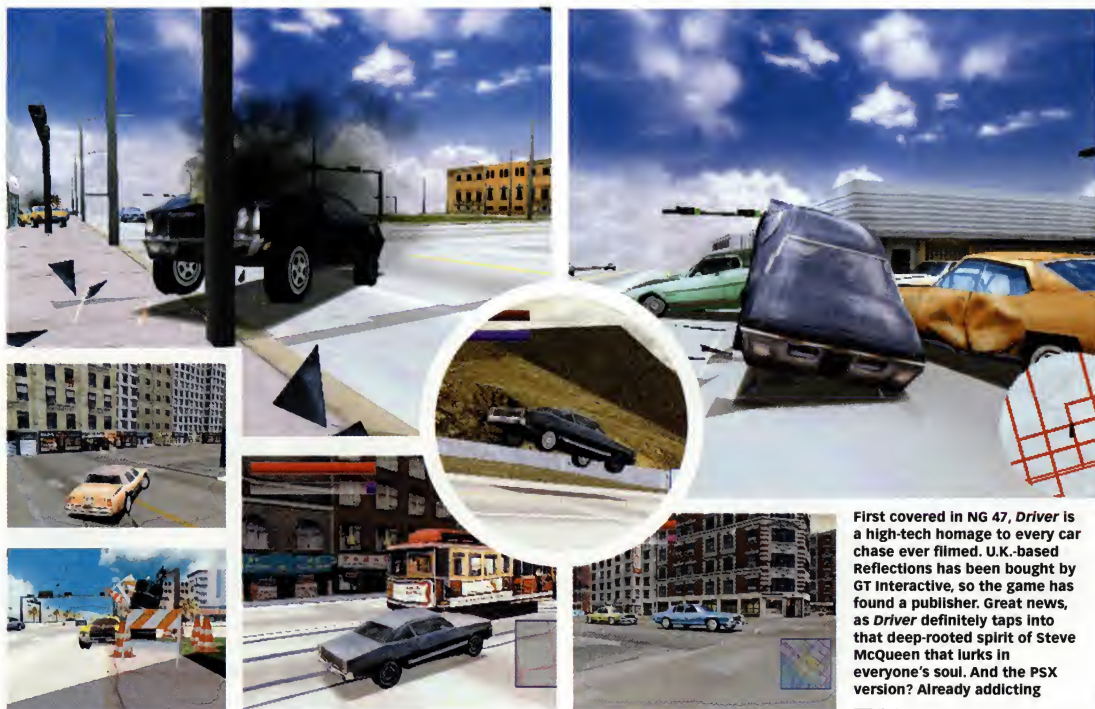 First covered in NG 47, Driver is
a high-tech homage to every car
chase ever filmed. U.K.-based
Reflections has been bought by
GT Interactive, so the game has
found a publisher. Great news,
as Driver definitely taps into
that deep-rooted spirit of Steve
McQueen that lurks in
everyone's soul. And the PSX
version? Already addicting